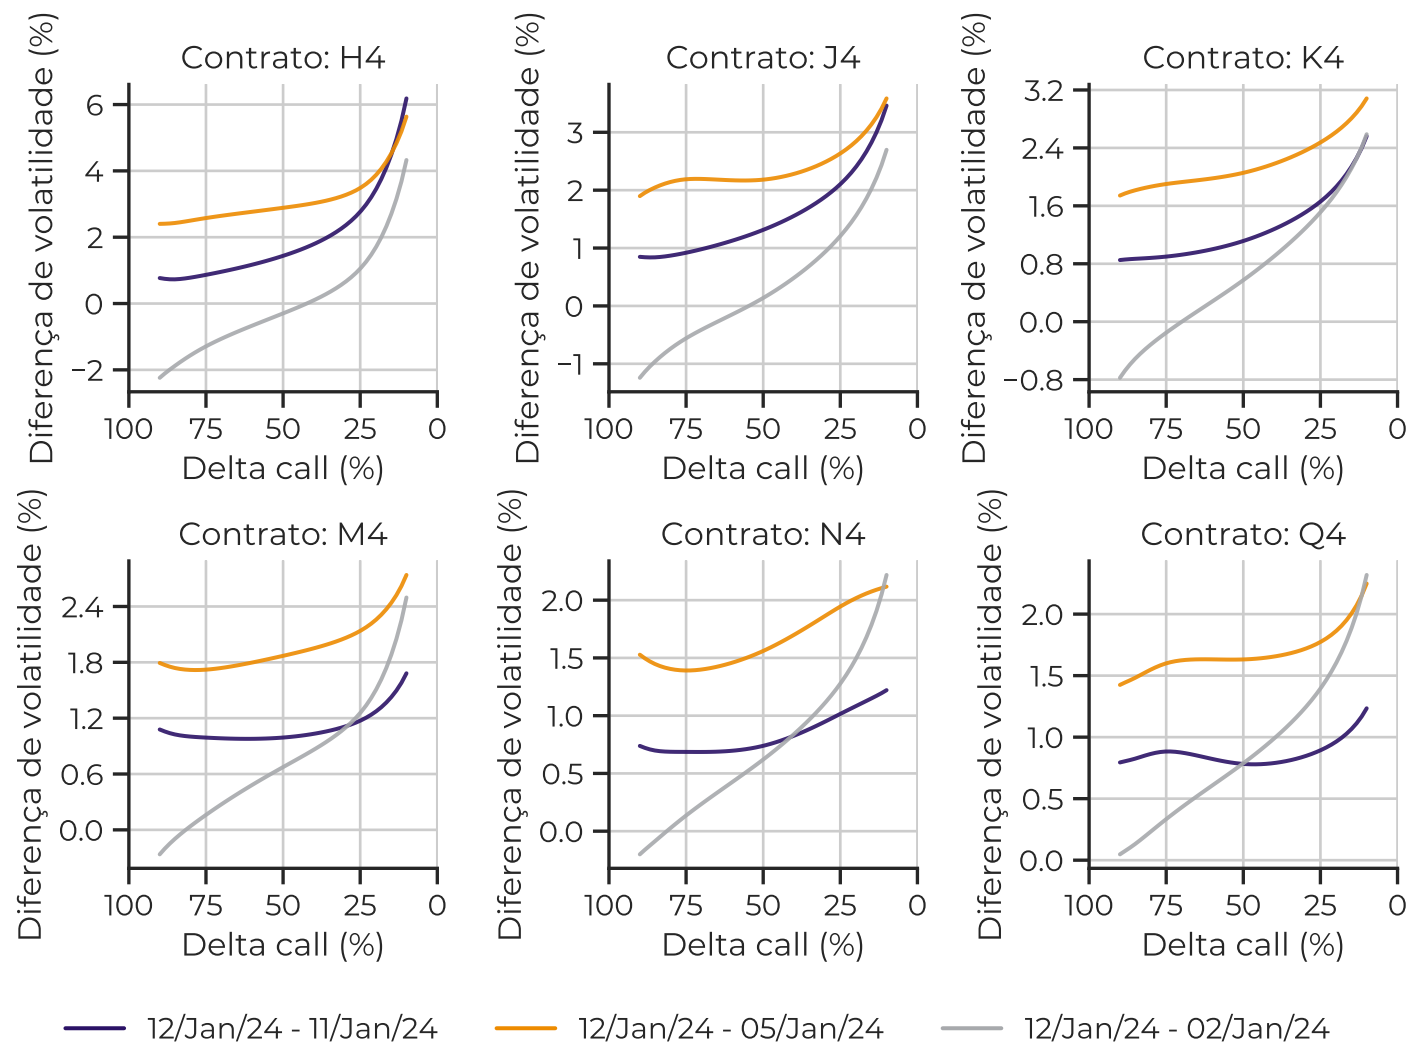 Contrato: H4
Diferença de volatilidade (%)
6
4
2
0
−2
100 75 50 25 0
Delta call (%)
Contrato: J4
Diferença de volatilidade (%)
3
2
1
0
−1
100 75 50 25 0
Delta call (%)
Contrato: K4
Diferença de volatilidade (%)
3.2
2.4
1.6
0.8
0.0
−0.8
100 75 50 25 0
Delta call (%)
Contrato: M4
Diferença de volatilidade (%)
2.4
1.8
1.2
0.6
0.0
100 75 50 25 0
Delta call (%)
Contrato: N4
Diferença de volatilidade (%)
2.0
1.5
1.0
0.5
0.0
100 75 50 25 0
Delta call (%)
Contrato: Q4
Diferença de volatilidade (%)
2.0
1.5
1.0
0.5
0.0
100 75 50 25 0
Delta call (%)
12/Jan/24 - 11/Jan/24 12/Jan/24 - 05/Jan/24 12/Jan/24 - 02/Jan/24